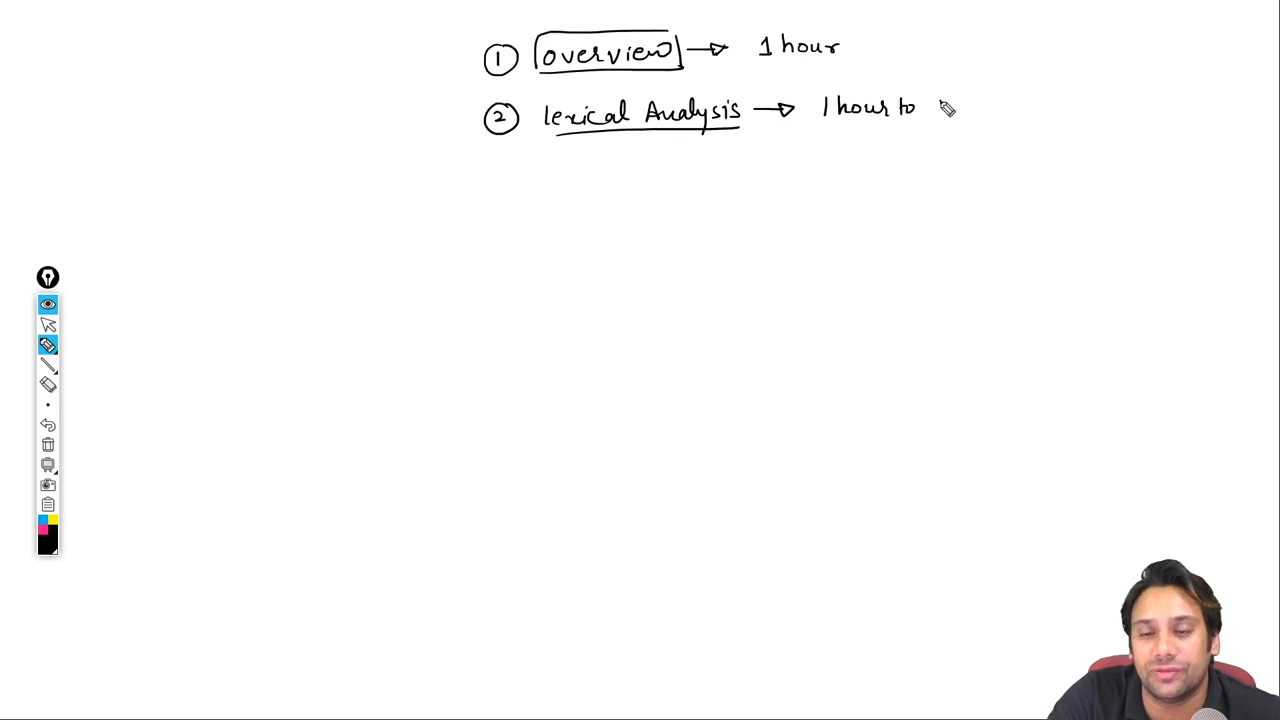 1 overview → 1 hour
2 lexical Analysis → 1 hour to